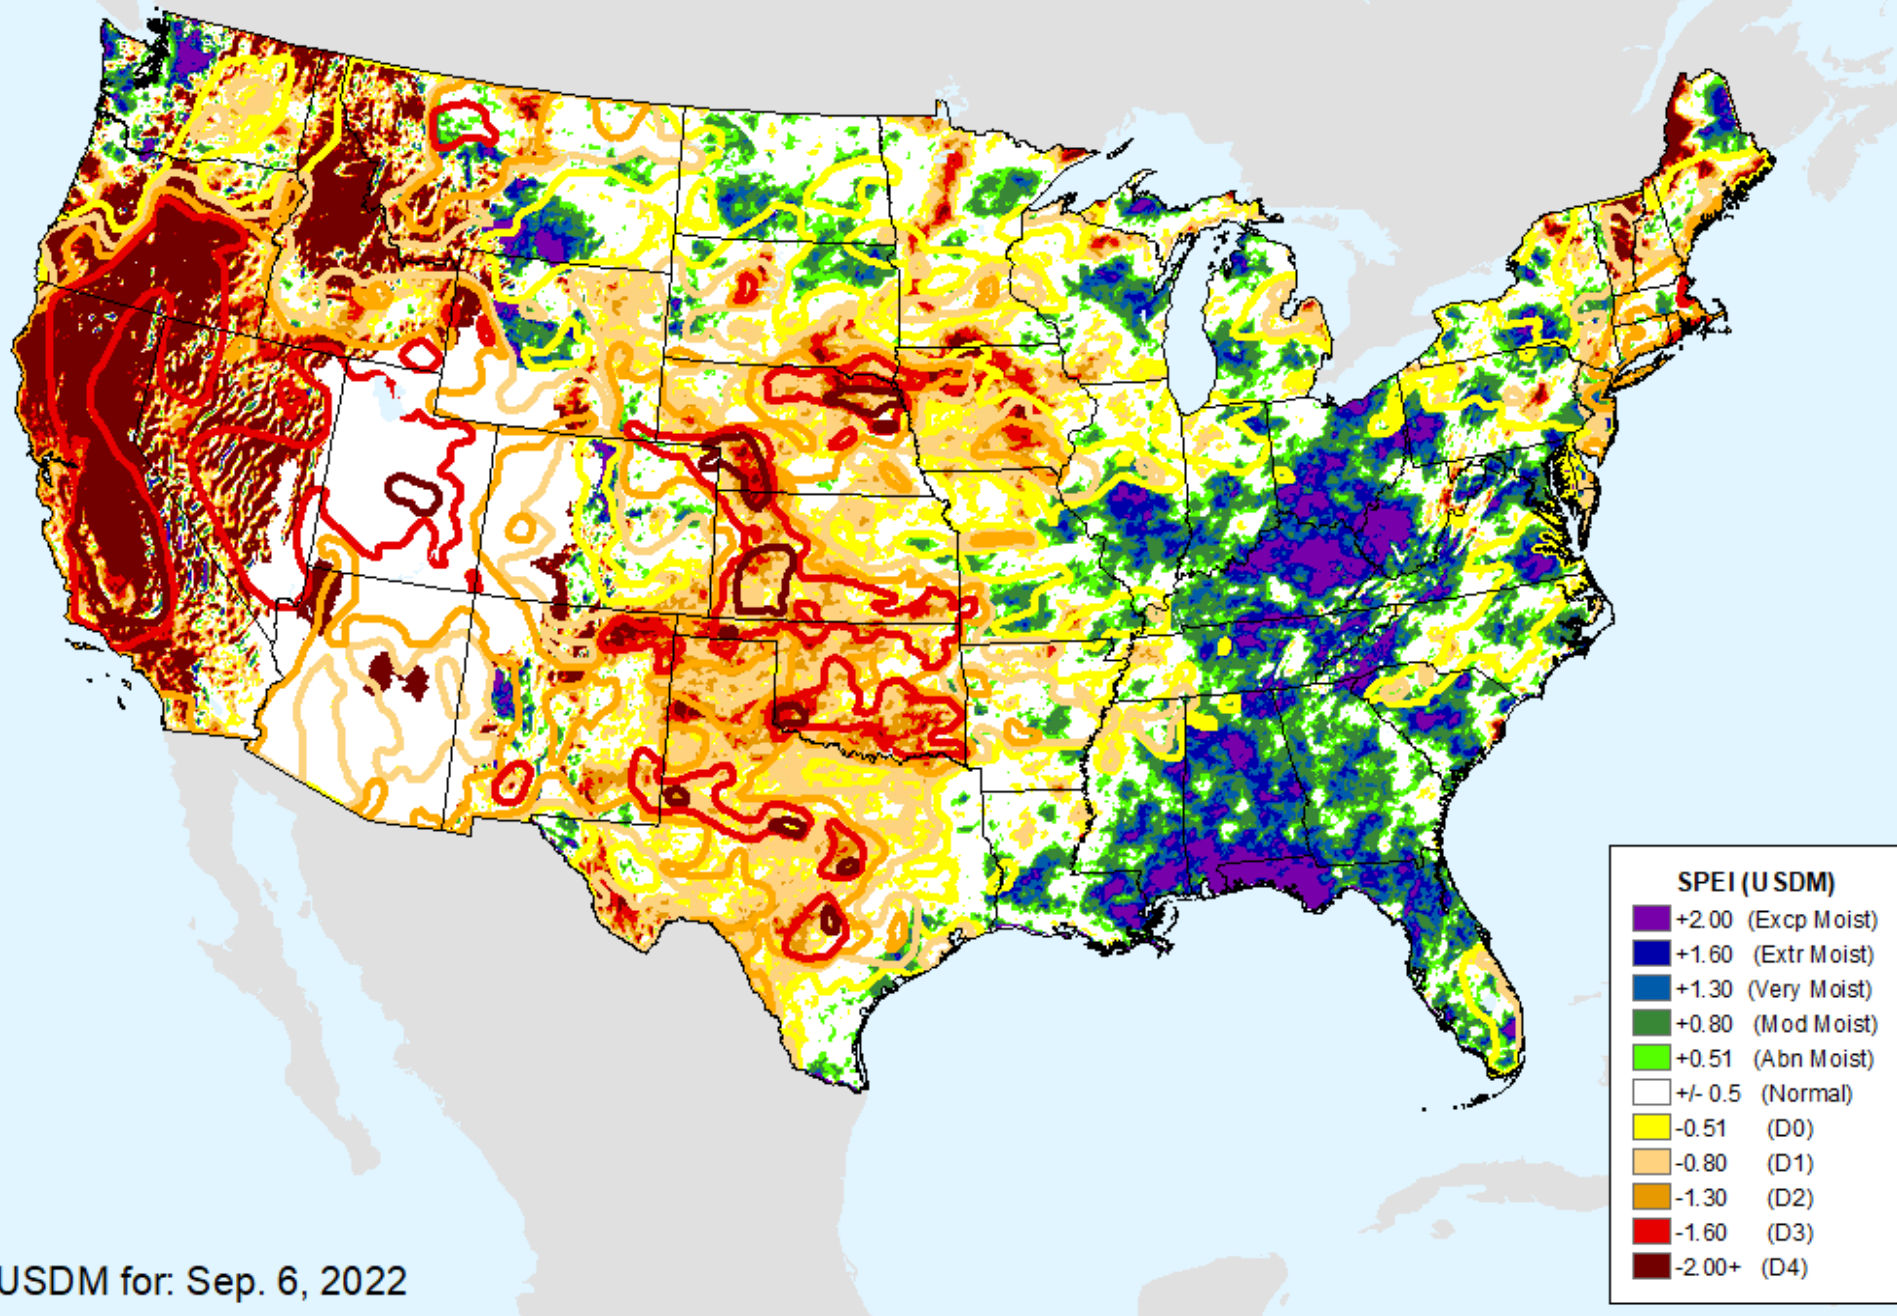 SPEI (USDM)
+2.00 (Excp Moist)
+1.60 (Extr Moist)
+1.30 (Very Moist)
+0.80 (Mod Moist)
+0.51 (Abn Moist)
+/- 0.5 (Normal)
-0.51 (D0)
-0.80 (D1)
-1.30 (D2)
-1.60 (D3)
-2.00+ (D4)
USDM for: Sep. 6, 2022